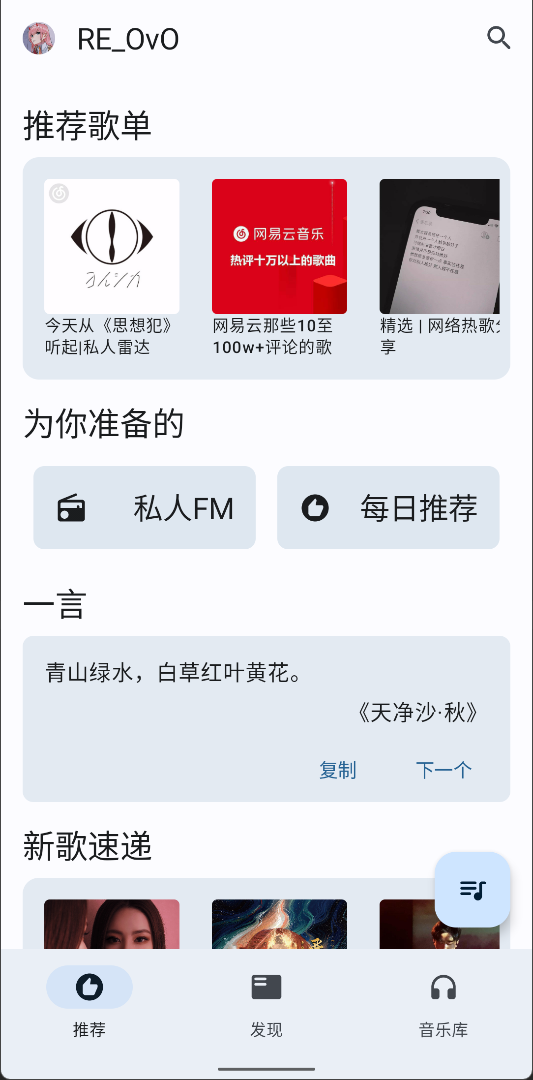 RE_OvO
推荐歌单
网易云音乐
热评十万以上的歌曲
今天从《思想犯》
听起|私人雷达
网易云那些10至
100w+评论的歌
精选 | 网络热歌分
享
为你准备的
私人FM
每日推荐
一言
青山绿水，白草红叶黄花。
《天净沙·秋》
复制
下一个
新歌速递
推荐
发现
音乐库